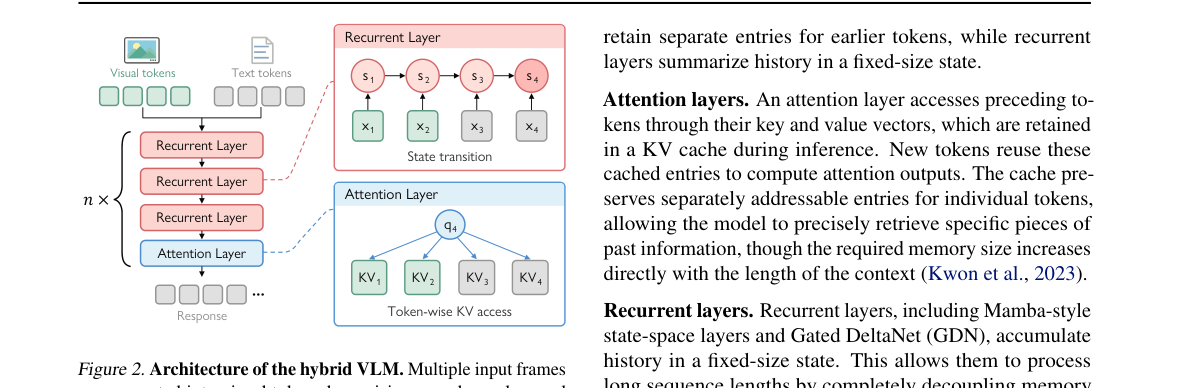 Visual tokens
Text tokens
n ×
Recurrent Layer
Recurrent Layer
Recurrent Layer
Attention Layer
...
Response
Recurrent Layer
s1 s2 s3 s4
x1 x2 x3 x4
State transition
Attention Layer
q4
KV1 KV2 KV3 KV4
Token-wise KV access
Figure 2. Architecture of the hybrid VLM. Multiple input frames
retain separate entries for earlier tokens, while recurrent
layers summarize history in a fixed-size state.
Attention layers. An attention layer accesses preceding to-
kens through their key and value vectors, which are retained
in a KV cache during inference. New tokens reuse these
cached entries to compute attention outputs. The cache pre-
serves separately addressable entries for individual tokens,
allowing the model to precisely retrieve specific pieces of
past information, though the required memory size increases
directly with the length of the context (Kwon et al., 2023).
Recurrent layers. Recurrent layers, including Mamba-style
state-space layers and Gated DeltaNet (GDN), accumulate
history in a fixed-size state. This allows them to process
long sequence lengths by completely decoupling memory